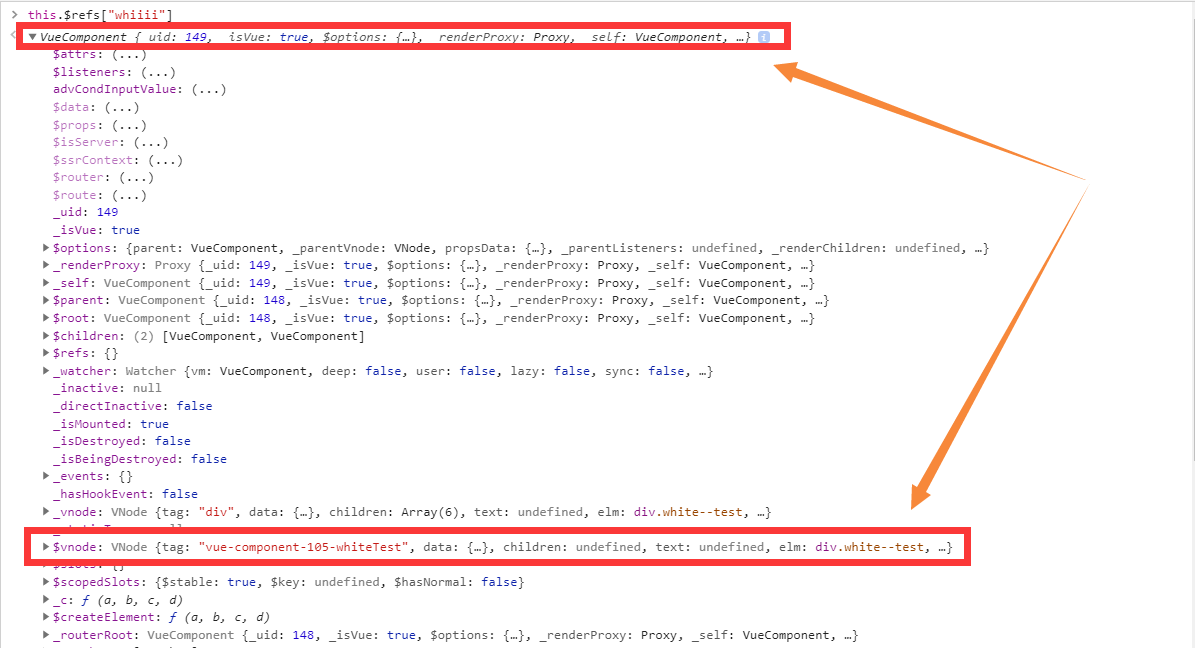 > this.$refs["whiiii"]
<▼VueComponent {_uid: 149, _isVue: true, $options: {…}, _renderProxy: Proxy, _self: VueComponent, …} i
$attrs: (...)
$listeners: (...)
advCondInputValue: (...)
$data: (...)
$props: (...)
$isServer: (...)
$ssrContext: (...)
$router: (...)
$route: (...)
_uid: 149
_isVue: true
▶$options: {parent: VueComponent, _parentVnode: VNode, propsData: {…}, _parentListeners: undefined, _renderChildren: undefined, …}
▶_renderProxy: Proxy {_uid: 149, _isVue: true, $options: {…}, _renderProxy: Proxy, _self: VueComponent, …}
▶_self: VueComponent {_uid: 149, _isVue: true, $options: {…}, _renderProxy: Proxy, _self: VueComponent, …}
▶$parent: VueComponent {_uid: 148, _isVue: true, $options: {…}, _renderProxy: Proxy, _self: VueComponent, …}
▶$root: VueComponent {_uid: 148, _isVue: true, $options: {…}, _renderProxy: Proxy, _self: VueComponent, …}
▶$children: (2) [VueComponent, VueComponent]
▶$refs: {}
▶_watcher: Watcher {vm: VueComponent, deep: false, user: false, lazy: false, sync: false, …}
_inactive: null
_directInactive: false
_isMounted: true
_isDestroyed: false
_isBeingDestroyed: false
▶_events: {}
_hasHookEvent: false
▶_vnode: VNode {tag: "div", data: {…}, children: Array(6), text: undefined, elm: div.white--test, …}
▶$vnode: VNode {tag: "vue-component-105-whiteTest", data: {…}, children: undefined, text: undefined, elm: div.white--test, …}
▶$slots: {}
▶$scopedSlots: {$stable: true, $key: undefined, $hasNormal: false}
▶_c: ƒ (a, b, c, d)
▶$createElement: ƒ (a, b, c, d)
▶_routerRoot: VueComponent {_uid: 148, _isVue: true, $options: {…}, _renderProxy: Proxy, _self: VueComponent, …}